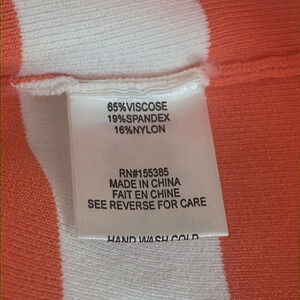 65%VISCOSE
19%SPANDEX
16%NYLON
RN#155385
MADE IN CHINA
FAIT EN CHINE
SEE REVERSE FOR CARE
HAND WASH COLD